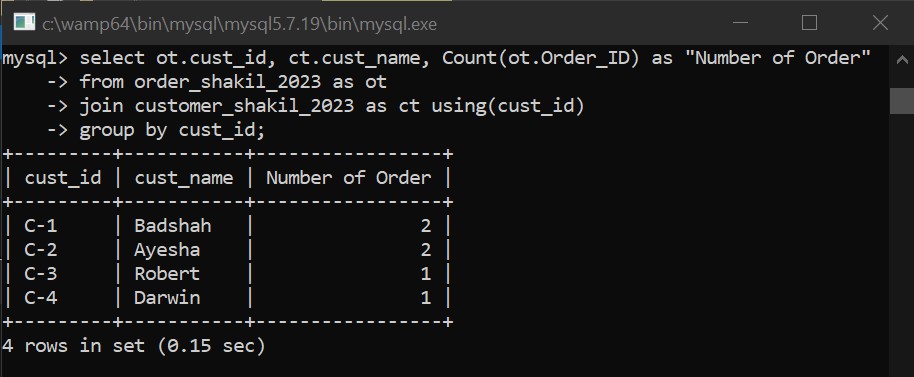 c:\wamp64\bin\mysql\mysql5.7.19\bin\mysql.exe
mysql> select ot.cust_id, ct.cust_name, Count(ot.Order_ID) as "Number of Order"
    -> from order_shakil_2023 as ot
    -> join customer_shakil_2023 as ct using(cust_id)
    -> group by cust_id;
+---------+-----------+-----------------+
| cust_id | cust_name | Number of Order |
+---------+-----------+-----------------+
| C-1     | Badshah   |               2 |
| C-2     | Ayesha    |               2 |
| C-3     | Robert    |               1 |
| C-4     | Darwin    |               1 |
+---------+-----------+-----------------+
4 rows in set (0.15 sec)